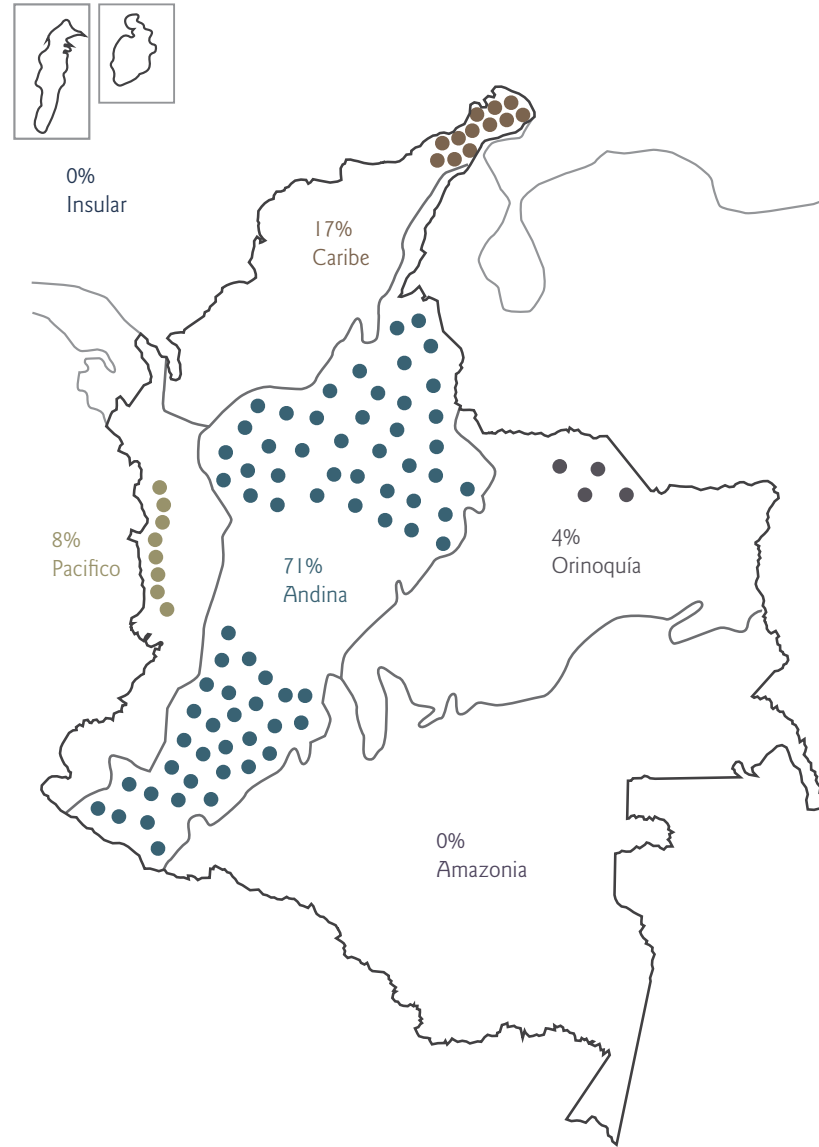 0%
Insular
17%
Caribe
8%
Pacifico
71%
Andina
4%
Orinoquía
0%
Amazonia